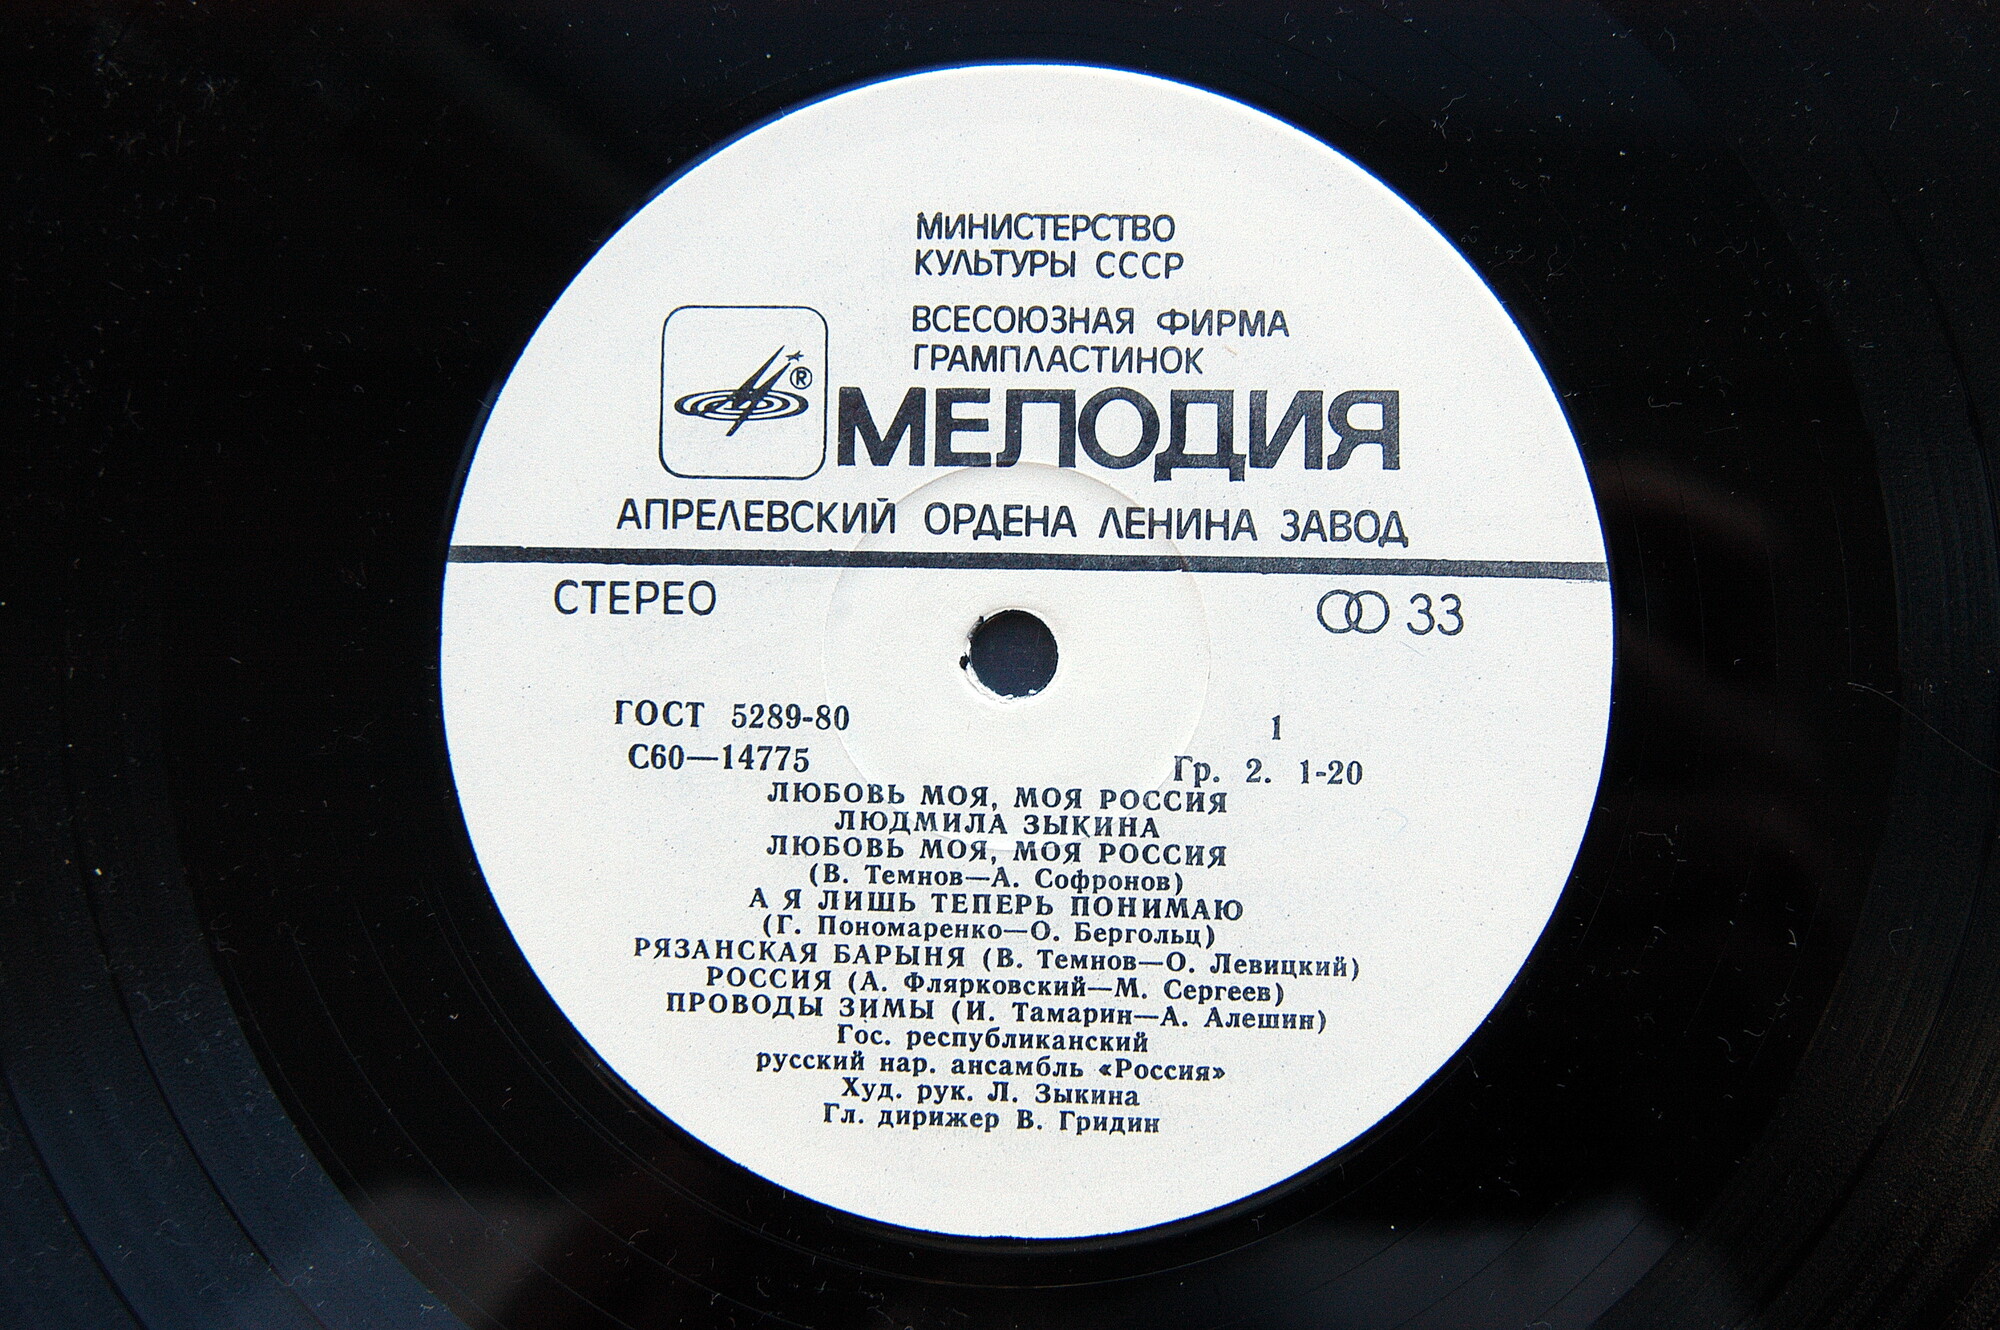 МИНИСТЕРСТВО
КУЛЬТУРЫ СССР
ВСЕСОЮЗНАЯ ФИРМА
ГРАМПЛАСТИНОК
® МЕЛОДИЯ
АПРЕЛЕВСКИЙ ОРДЕНА ЛЕНИНА ЗАВОД
СТЕРЕО 33
ГОСТ 5289-80 1
С60—14775 Гр. 2. 1-20
ЛЮБОВЬ МОЯ, МОЯ РОССИЯ
ЛЮДМИЛА ЗЫКИНА
ЛЮБОВЬ МОЯ, МОЯ РОССИЯ
(В. Темнов—А. Софронов)
А Я ЛИШЬ ТЕПЕРЬ ПОНИМАЮ
(Г. Пономаренко—О. Бергольц)
РЯЗАНСКАЯ БАРЫНЯ (В. Темнов—О. Левицкий)
РОССИЯ (А. Флярковский—М. Сергеев)
ПРОВОДЫ ЗИМЫ (И. Тамарин—А. Алешин)
Гос. республиканский
русский нар. ансамбль «Россия»
Худ. рук. Л. Зыкина
Гл. дирижер В. Гридин